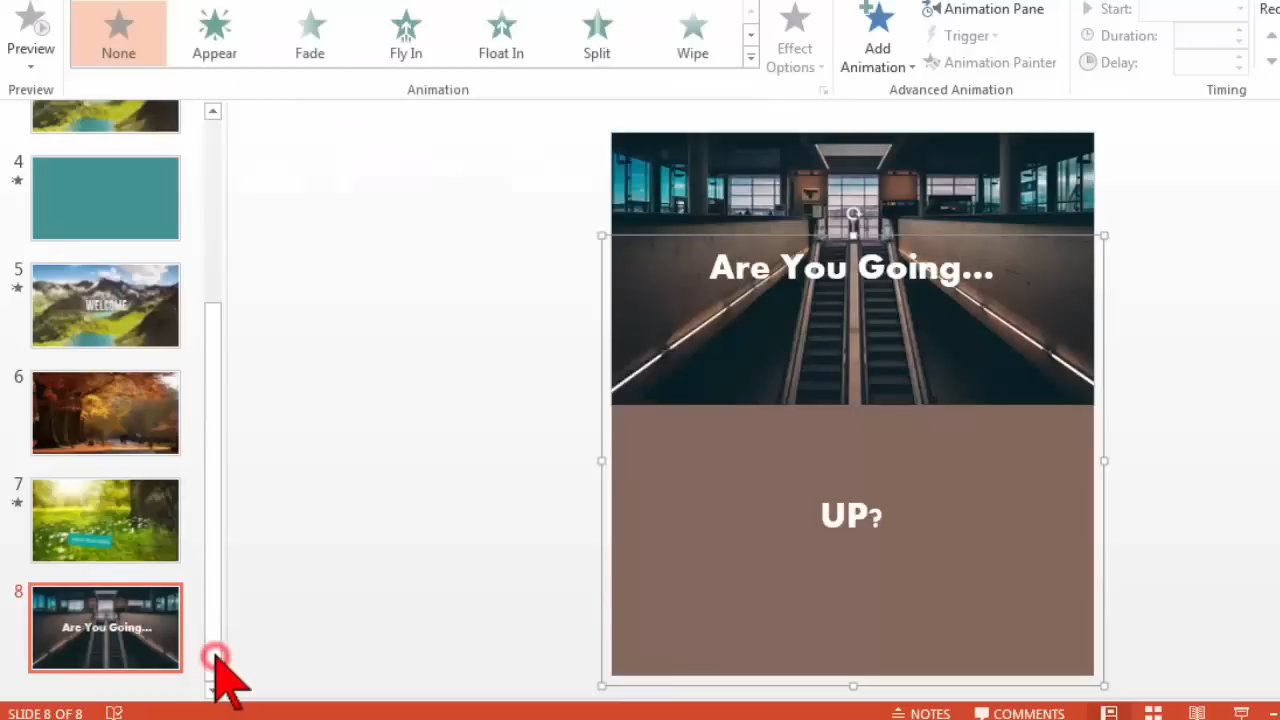 Preview
None
Appear
Fade
Fly In
Float In
Split
Wipe
Effect
Options
Add
Animation
Animation Pane
Trigger
Animation Painter
Start:
Duration:
Delay:
Rec
Preview
Animation
Advanced Animation
Timing
4
5
WELCOME
6
7
8
Are You Going...
Are You Going...
UP?
SLIDE 8 OF 8
NOTES
COMMENTS